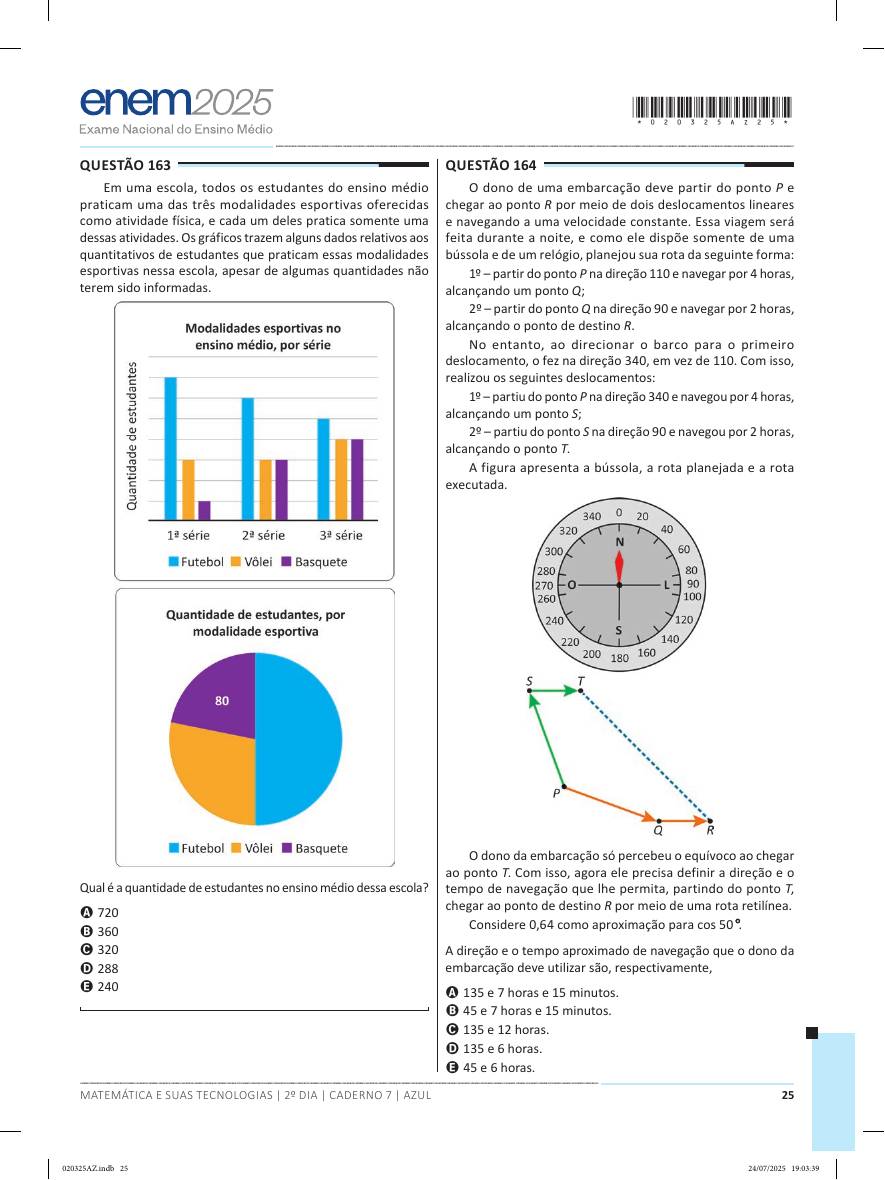 enem2025
Exame Nacional do Ensino Médio
*020325AZ25*
QUESTÃO 163
Em uma escola, todos os estudantes do ensino médio
praticam uma das três modalidades esportivas oferecidas
como atividade física, e cada um deles pratica somente uma
dessas atividades. Os gráficos trazem alguns dados relativos aos
quantitativos de estudantes que praticam essas modalidades
esportivas nessa escola, apesar de algumas quantidades não
terem sido informadas.
Modalidades esportivas no
ensino médio, por série
Quantidade de estudantes
1ª série 2ª série 3ª série
Futebol Vôlei Basquete
Quantidade de estudantes, por
modalidade esportiva
80
Futebol Vôlei Basquete
Qual é a quantidade de estudantes no ensino médio dessa escola?
A 720
B 360
C 320
D 288
E 240
QUESTÃO 164
O dono de uma embarcação deve partir do ponto P e
chegar ao ponto R por meio de dois deslocamentos lineares
e navegando a uma velocidade constante. Essa viagem será
feita durante a noite, e como ele dispõe somente de uma
bússola e de um relógio, planejou sua rota da seguinte forma:
1º – partir do ponto P na direção 110 e navegar por 4 horas,
alcançando um ponto Q;
2º – partir do ponto Q na direção 90 e navegar por 2 horas,
alcançando o ponto de destino R.
No entanto, ao direcionar o barco para o primeiro
deslocamento, o fez na direção 340, em vez de 110. Com isso,
realizou os seguintes deslocamentos:
1º – partiu do ponto P na direção 340 e navegou por 4 horas,
alcançando um ponto S;
2º – partiu do ponto S na direção 90 e navegou por 2 horas,
alcançando o ponto T.
A figura apresenta a bússola, a rota planejada e a rota
executada.
340 0 20
320 40
300 N 60
280 80
270 O L 90
260 100
240 S 120
220 140
200 180 160
S T
P
Q R
O dono da embarcação só percebeu o equívoco ao chegar
ao ponto T. Com isso, agora ele precisa definir a direção e o
tempo de navegação que lhe permita, partindo do ponto T,
chegar ao ponto de destino R por meio de uma rota retilínea.
Considere 0,64 como aproximação para cos 50°.
A direção e o tempo aproximado de navegação que o dono da
embarcação deve utilizar são, respectivamente,
A 135 e 7 horas e 15 minutos.
B 45 e 7 horas e 15 minutos.
C 135 e 12 horas.
D 135 e 6 horas.
E 45 e 6 horas.
MATEMÁTICA E SUAS TECNOLOGIAS | 2º DIA | CADERNO 7 | AZUL
25
020325AZ.indb 25
24/07/2025 19:03:39